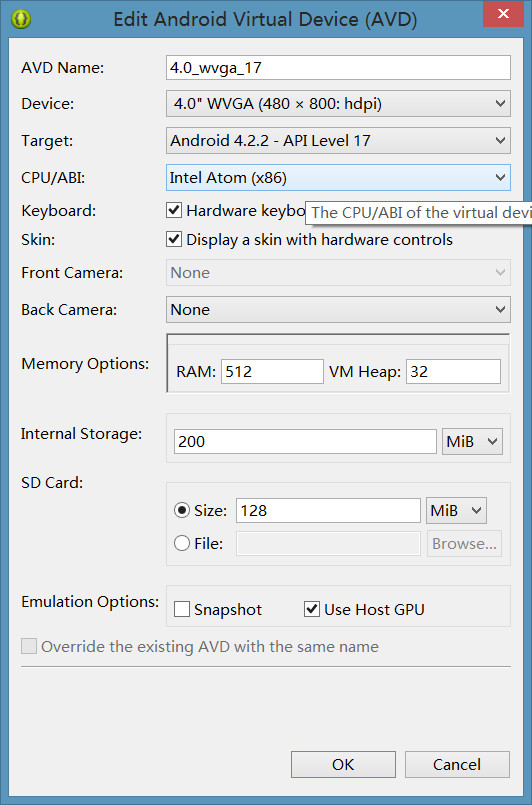 Edit Android Virtual Device (AVD)
AVD Name: 4.0_wvga_17
Device: 4.0" WVGA (480 × 800: hdpi)
Target: Android 4.2.2 - API Level 17
CPU/ABI: Intel Atom (x86)
Keyboard: Hardware keybo The CPU/ABI of the virtual devi
Skin: Display a skin with hardware controls
Front Camera: None
Back Camera: None
Memory Options: RAM: 512 VM Heap: 32
Internal Storage: 200 MiB
SD Card:
Size: 128 MiB
File: Browse...
Emulation Options: Snapshot Use Host GPU
Override the existing AVD with the same name
OK Cancel